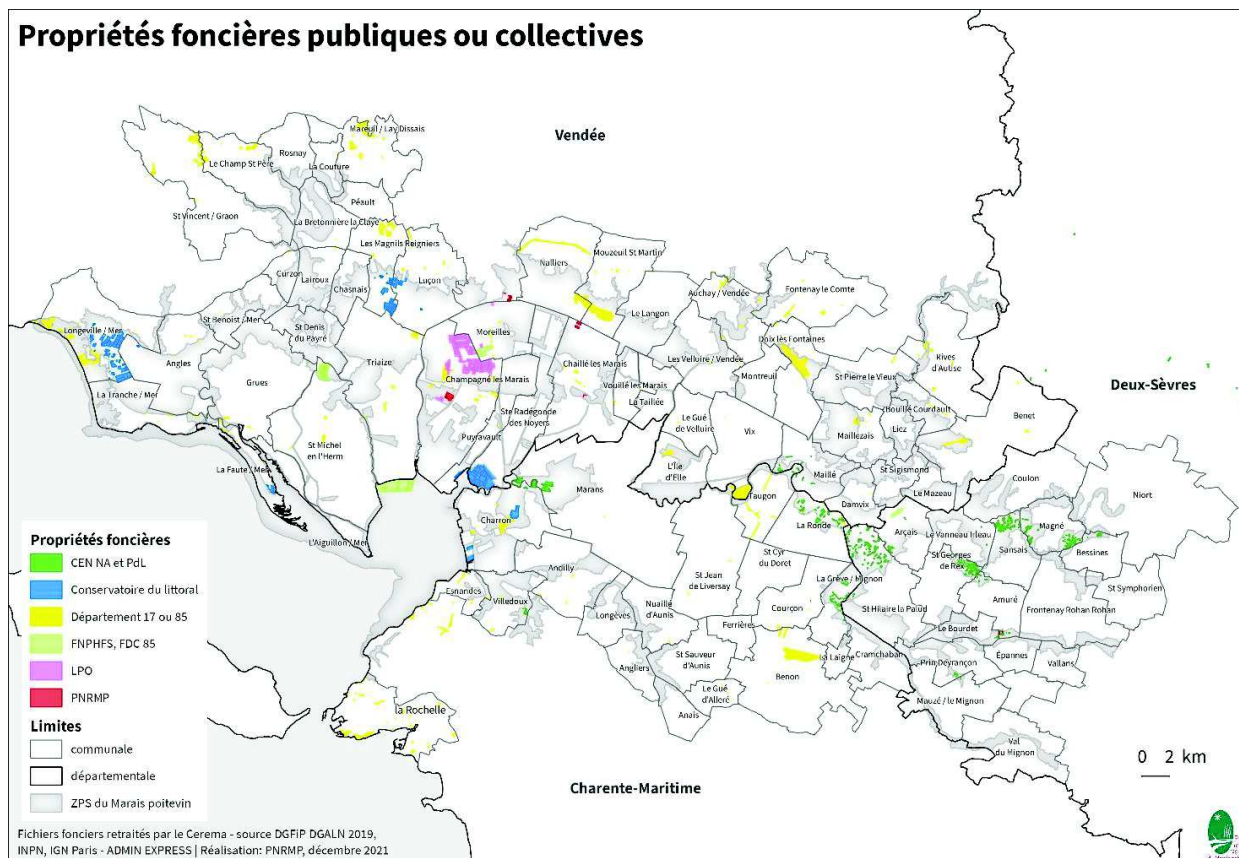 Propriétés foncières publiques ou collectives
Vendée
Mareuil / Lay Dissais
Rosnay
Le Champ St Père
La Couture
Péault
St Vincent / Graon
La Bretonnière la Claye
Les Magnils Reigniers
Nalliers
Mouzeuil St Martin
Curzon
Lairoux
Chasnais
Luçon
Auchay / Vendée
Fontenay le Comte
St Benoist / Mer
St Denis
du Payré
Le Langon
Longeville / Mer
Moreilles
Doix lès Fontaines
Angles
Triaize
Chaillé les Marais
Les Velluire / Vendée
Rives
d'Autise
Grues
Champagné les Marais
Vouillé les Marais
Montreuil
St Pierre le Vieux
Deux-Sèvres
La Tranche / Mer
La Taillée
Bouillé Courdault
Benet
Ste Radégonde
des Noyers
Le Gué
de Velluire
Vix
Maillezais
Liez
St Michel
en l'Herm
Puyravault
La Faute / Mer
L'Île
d'Elle
Maillé
St Sigismond
Marans
Taugon
Le Mazeau
Coulon
Niort
Damvix
Charron
La Ronde
Arçais
Le Vanneau Irleau
Magné
L'Aiguillon / Mer
Sansais
Bessines
St Cyr
du Doret
St Georges
de Rex
Andilly
St Jean
de Liversay
La Grève / Mignon
St Symphorien
Esnandes
Villedoux
Amuré
Longèves
Nuaillé
d'Aunis
Courçon
St Hilaire la Palud
Frontenay Rohan Rohan
Ferrières
Le Bourdet
St Sauveur
d'Aunis
la Laigne
Cramchaban
Prin Deyrançon
Épannes
Vallans
Angliers
Benon
Le Gué
d'Alleré
Mauzé / le Mignon
la Rochelle
Anais
Val
du Mignon
Charente-Maritime
0 2 km
Propriétés foncières
CEN NA et PdL
Conservatoire du littoral
Département 17 ou 85
FNPHFS, FDC 85
LPO
PNRMP
Limites
communale
départementale
ZPS du Marais poitevin
Fichiers fonciers retraités par le Cerema - source DGFiP DGALN 2019,
INPN, IGN Paris - ADMIN EXPRESS | Réalisation: PNRMP, décembre 2021